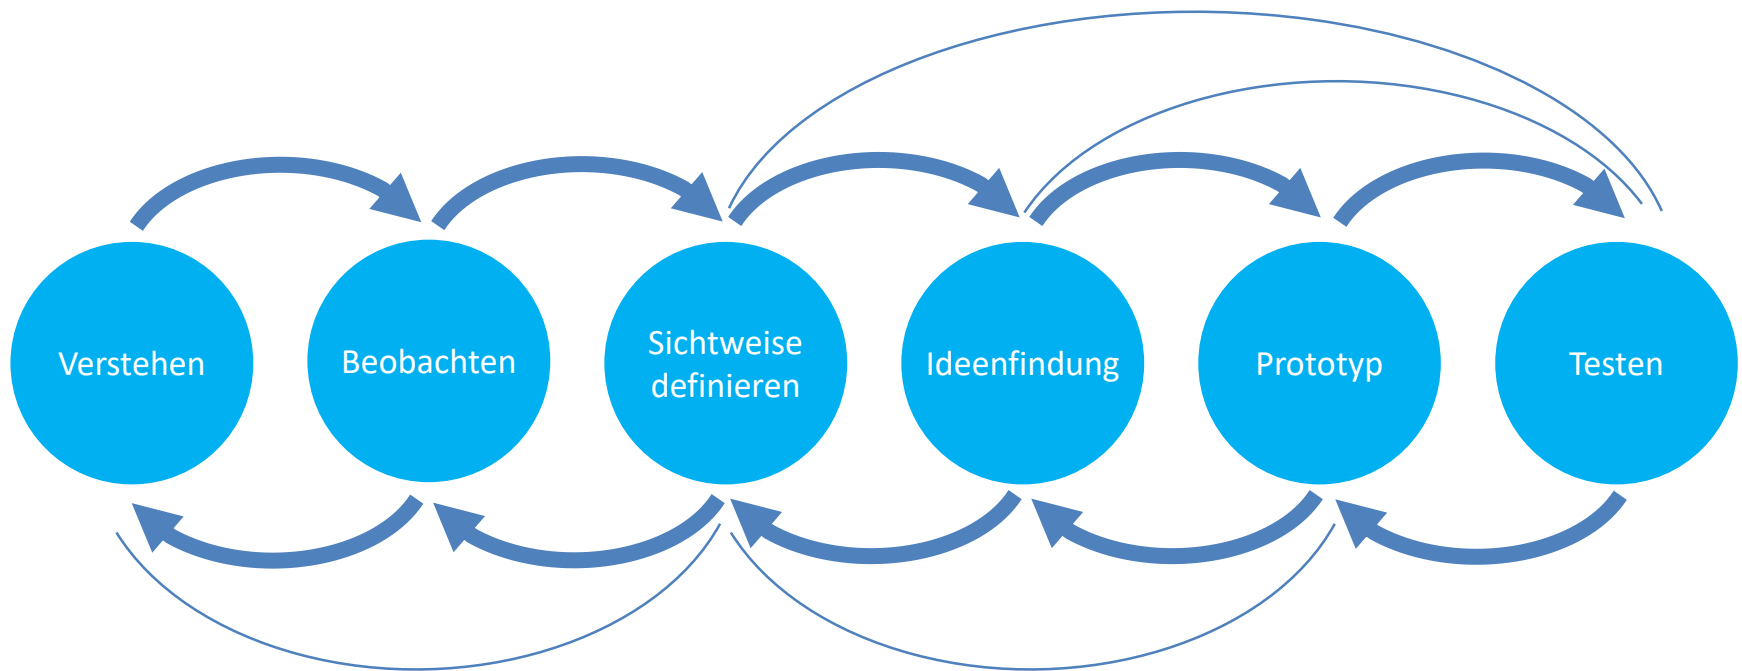 Verstehen
Beobachten
Sichtweise
definieren
Ideenfindung
Prototyp
Testen